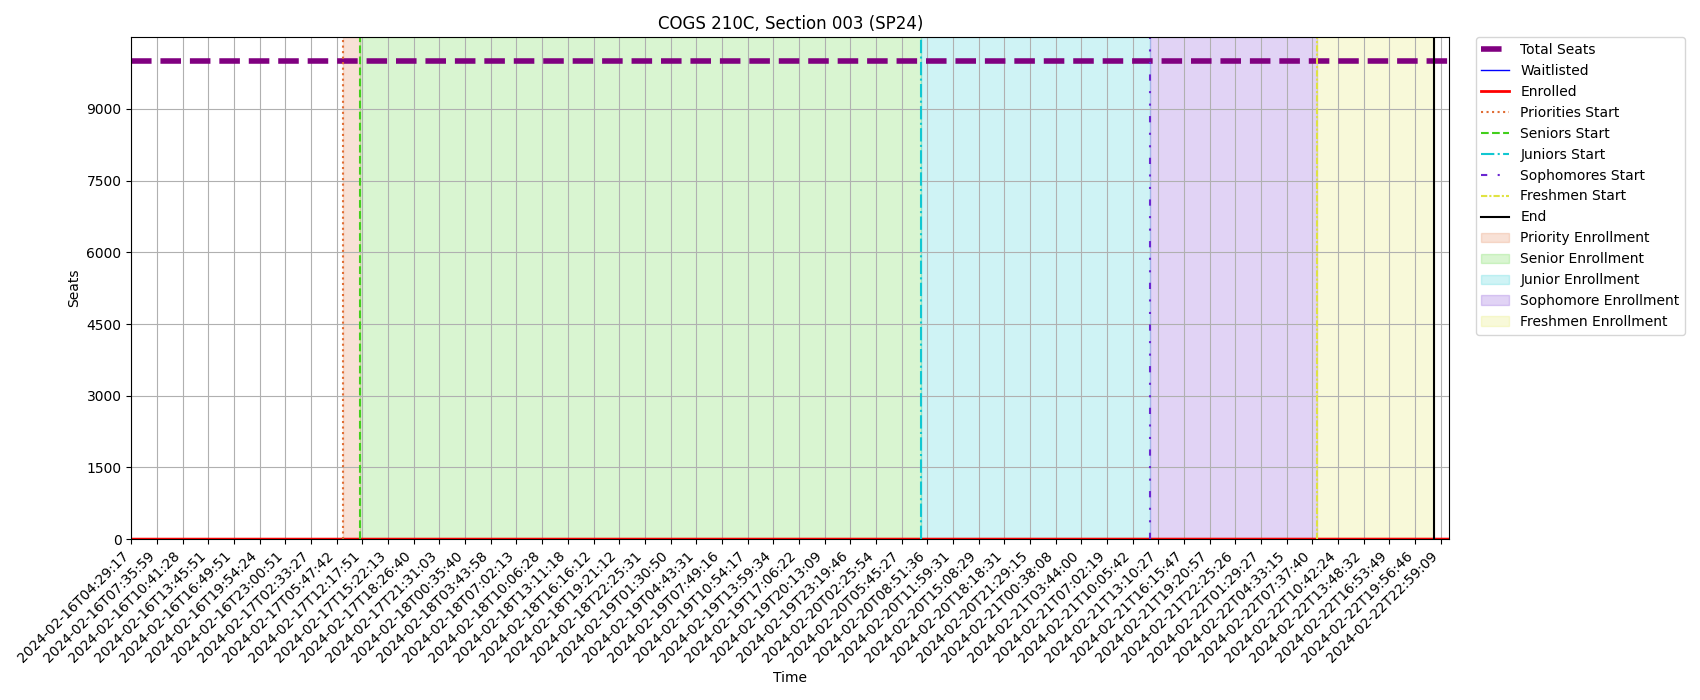 COGS 210C, Section 003 (SP24)
Seats
9000
7500
6000
4500
3000
1500
0
2024-02-16T04:29:17
2024-02-16T07:35:59
2024-02-16T10:41:28
2024-02-16T13:45:51
2024-02-16T16:49:51
2024-02-16T19:54:24
2024-02-16T23:00:51
2024-02-17T02:33:27
2024-02-17T05:47:42
2024-02-17T12:17:51
2024-02-17T15:22:13
2024-02-17T18:26:40
2024-02-17T21:31:03
2024-02-18T00:35:40
2024-02-18T03:43:58
2024-02-18T07:02:13
2024-02-18T10:06:28
2024-02-18T13:11:18
2024-02-18T16:16:12
2024-02-18T19:21:12
2024-02-18T22:25:31
2024-02-19T01:30:50
2024-02-19T04:43:31
2024-02-19T07:49:16
2024-02-19T10:54:17
2024-02-19T13:59:34
2024-02-19T17:06:22
2024-02-19T20:13:09
2024-02-19T23:19:46
2024-02-20T02:25:54
2024-02-20T05:45:27
2024-02-20T08:51:36
2024-02-20T11:59:31
2024-02-20T15:08:29
2024-02-20T18:18:31
2024-02-20T21:29:15
2024-02-21T00:38:08
2024-02-21T03:44:00
2024-02-21T07:02:19
2024-02-21T10:05:42
2024-02-21T13:10:27
2024-02-21T16:15:47
2024-02-21T19:20:57
2024-02-21T22:25:26
2024-02-22T01:29:27
2024-02-22T04:33:15
2024-02-22T07:37:40
2024-02-22T10:42:24
2024-02-22T13:48:32
2024-02-22T16:53:49
2024-02-22T19:56:46
2024-02-22T22:59:09
Time
Total Seats
Waitlisted
Enrolled
Priorities Start
Seniors Start
Juniors Start
Sophomores Start
Freshmen Start
End
Priority Enrollment
Senior Enrollment
Junior Enrollment
Sophomore Enrollment
Freshmen Enrollment